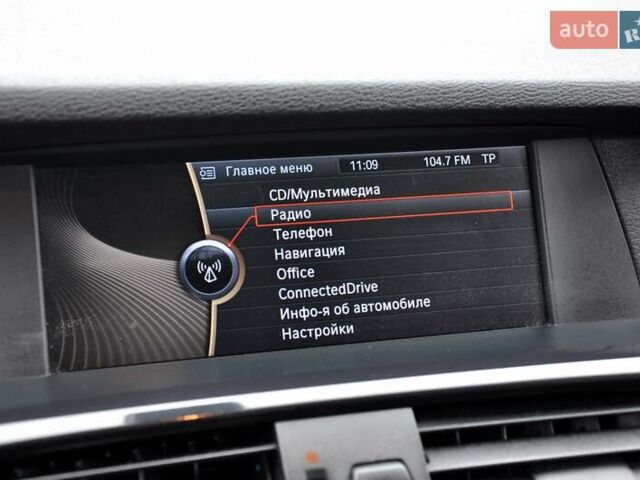 auto
Главное меню 11:09 104.7 FM TP
CD/Мультимедиа
Радио
Телефон
Навигация
Office
ConnectedDrive
Инфо-я об автомобиле
Настройки